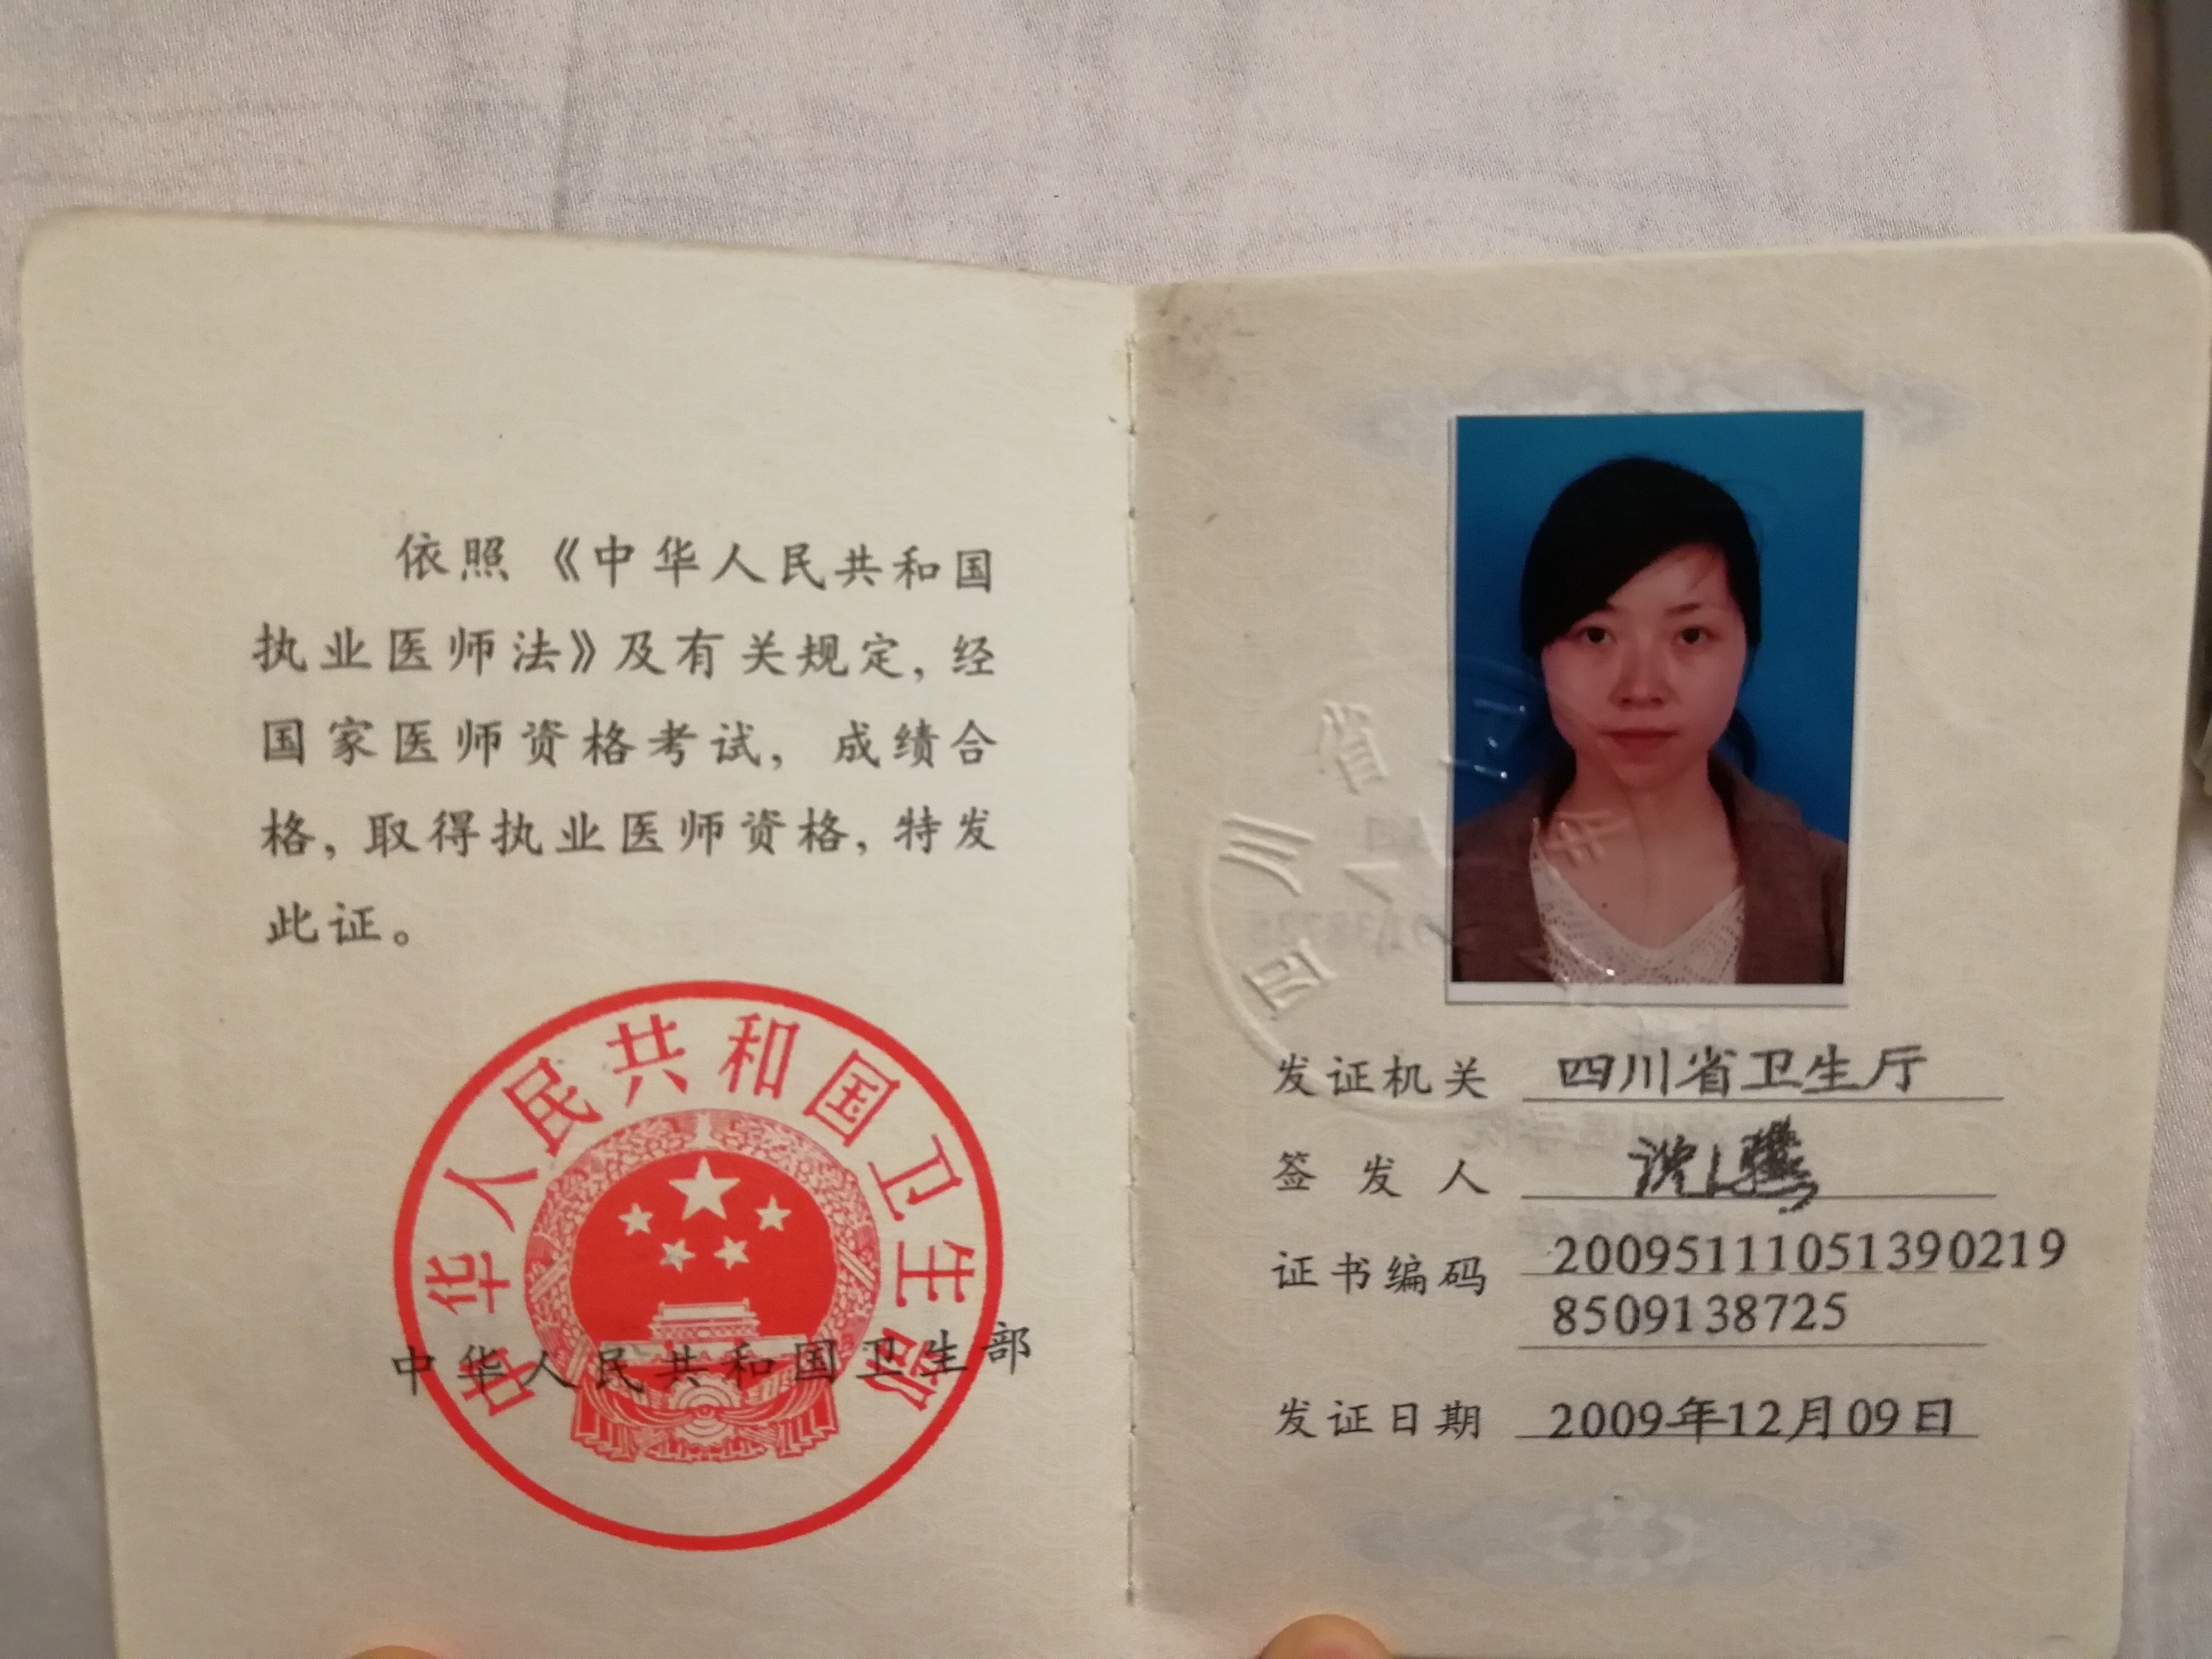 依照《中华人民共和国
执业医师法》及有关规定，经
国家医师资格考试，成绩合
格，取得执业医师资格，特发
此证。
中华人民共和国卫生部
中华人民共和国卫生部
四川省卫生厅
发证机关 四川省卫生厅
签发人
证书编码 200951111051390219
8509138725
发证日期 2009年12月09日